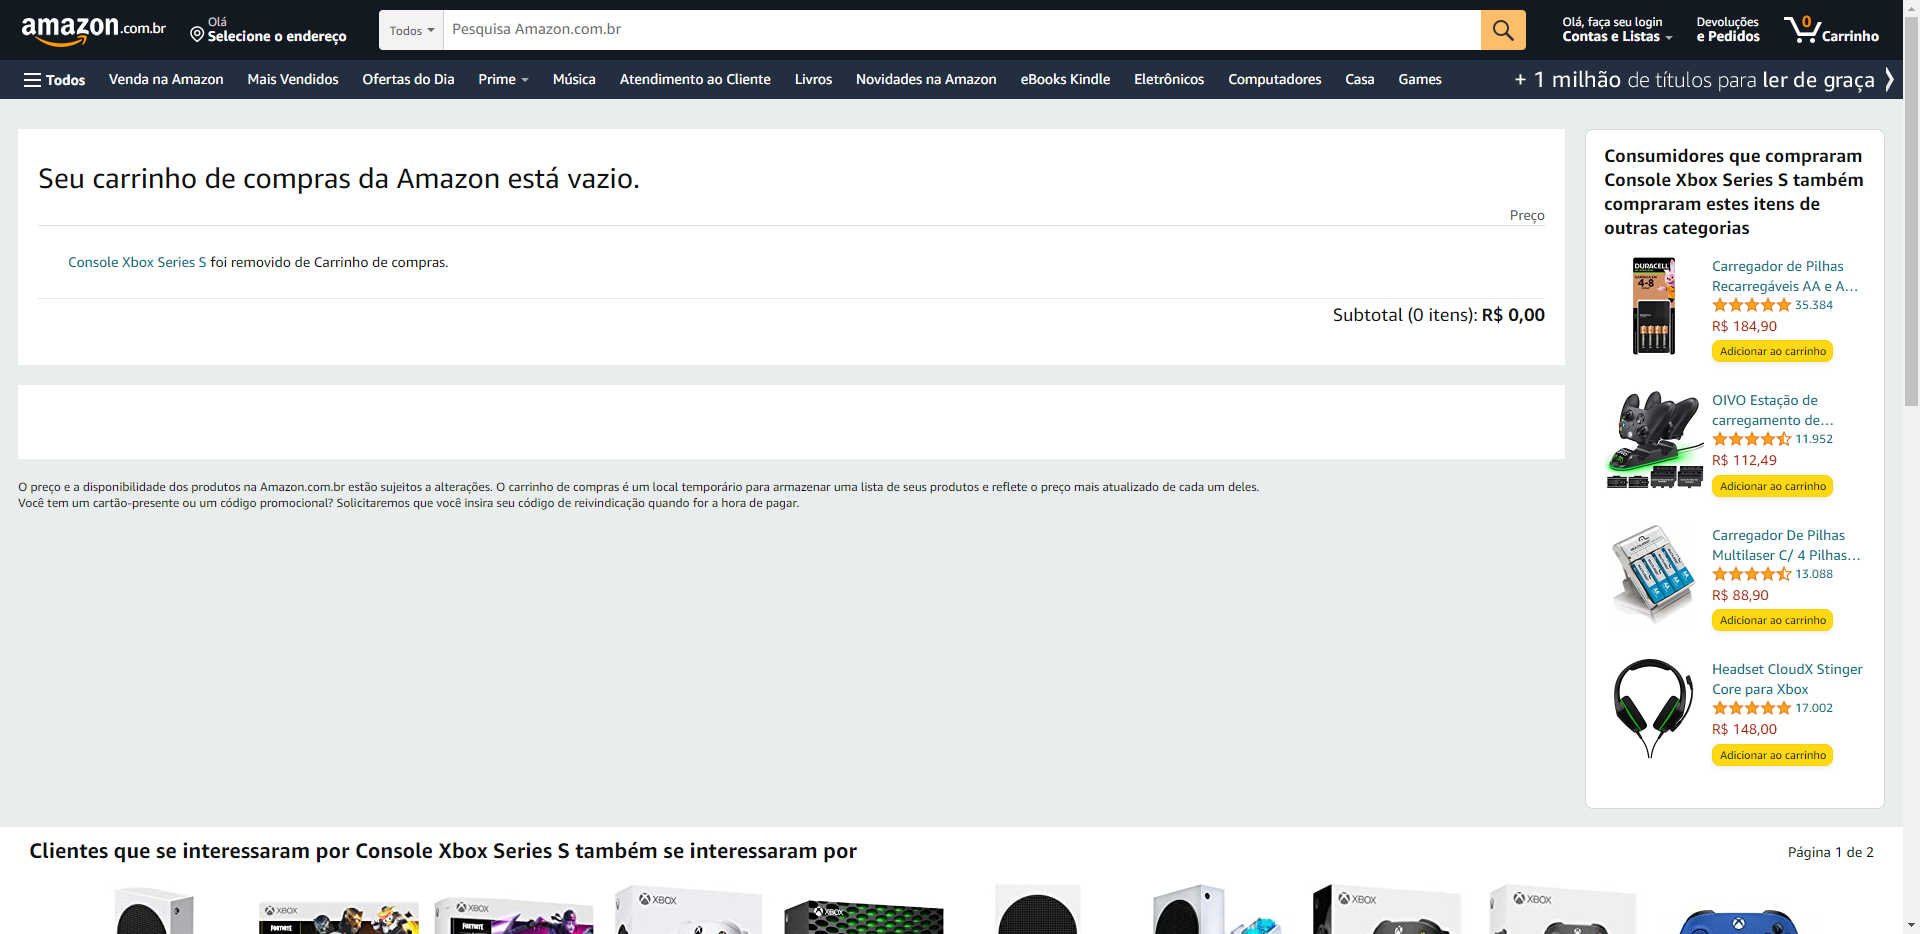 amazon.com.br
Olá
Selecione o endereço
Todos
Pesquisa Amazon.com.br
Olá, faça seu login
Contas e Listas
Devoluções
e Pedidos
0
Carrinho
Todos
Venda na Amazon
Mais Vendidos
Ofertas do Dia
Prime
Música
Atendimento ao Cliente
Livros
Novidades na Amazon
eBooks Kindle
Eletrônicos
Computadores
Casa
Games
+ 1 milhão de títulos para ler de graça
Seu carrinho de compras da Amazon está vazio.
Preço
Console Xbox Series S foi removido de Carrinho de compras.
Subtotal (0 itens): R$ 0,00
O preço e a disponibilidade dos produtos na Amazon.com.br estão sujeitos a alterações. O carrinho de compras é um local temporário para armazenar uma lista de seus produtos e reflete o preço mais atualizado de cada um deles.
Você tem um cartão-presente ou um código promocional? Solicitaremos que você insira seu código de reivindicação quando for a hora de pagar.
Consumidores que compraram
Console Xbox Series S também
compraram estes itens de
outras categorias
DURACELL
4-8
Carregador de Pilhas
Recarregáveis AA e A...
35.384
R$ 184,90
Adicionar ao carrinho
OIVO Estação de
carregamento de...
11.952
R$ 112,49
Adicionar ao carrinho
Carregador De Pilhas
Multilaser C/ 4 Pilhas...
13.088
R$ 88,90
Adicionar ao carrinho
Headset CloudX Stinger
Core para Xbox
17.002
R$ 148,00
Adicionar ao carrinho
Clientes que se interessaram por Console Xbox Series S também se interessaram por
Página 1 de 2
XBOX
FORTNITE
XBOX
FORTNITE
XBOX
XBOX
XBOX
XBOX